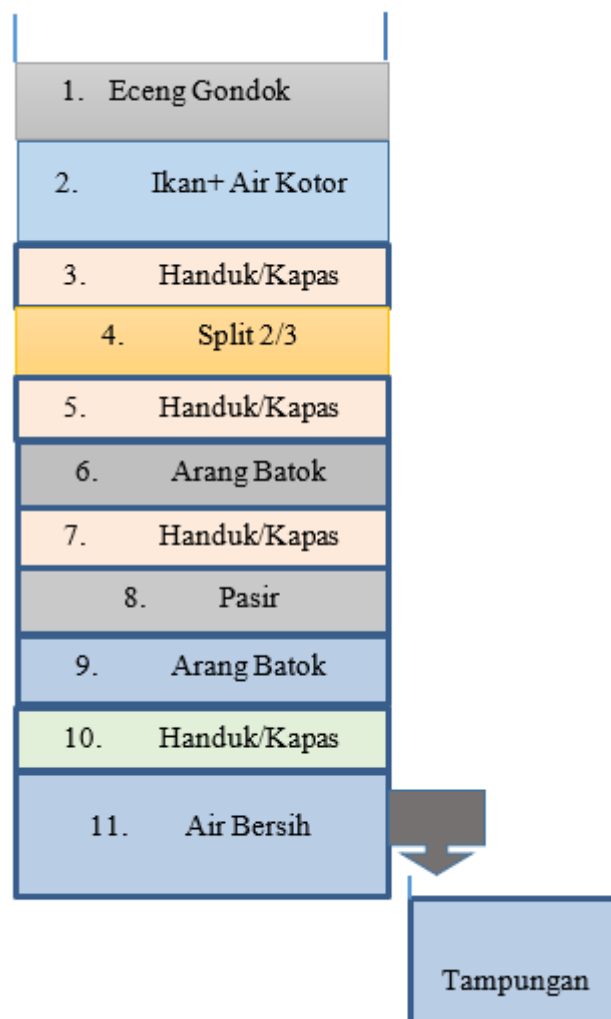 1. Eceng Gondok
2. Ikan+ Air Kotor
3. Handuk/Kapas
4. Split 2/3
5. Handuk/Kapas
6. Arang Batok
7. Handuk/Kapas
8. Pasir
9. Arang Batok
10. Handuk/Kapas
11. Air Bersih
Tampungan